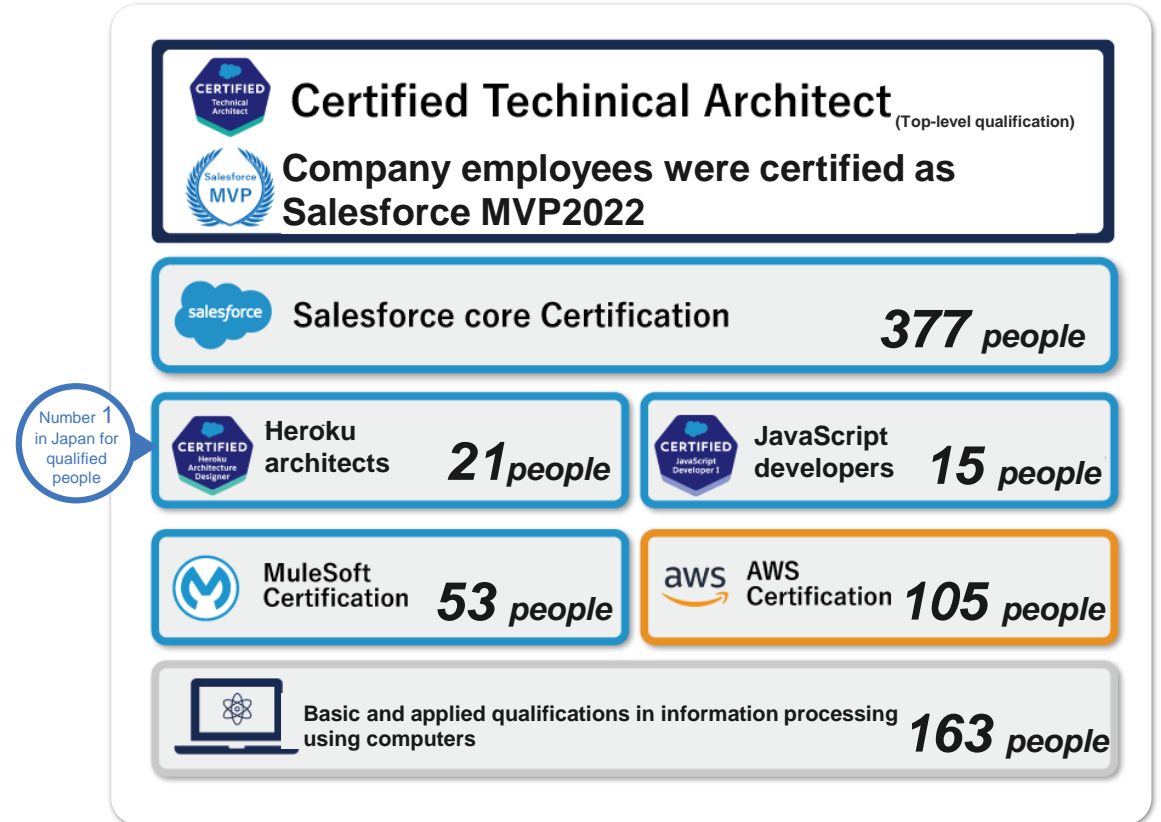 CERTIFIED
Technical
Architect
Certified Techinical Architect
(Top-level qualification)
Salesforce
MVP
Company employees were certified as
Salesforce MVP2022
salesforce
Salesforce core Certification
377 people
Number 1
in Japan for
qualified
people
CERTIFIED
Heroku
Architecture
Designer
Heroku
architects
21people
CERTIFIED
JavaScript
Developer I
JavaScript
developers
15 people
MuleSoft
Certification
53 people
aws
AWS
Certification
105 people
Basic and applied qualifications in information processing
using computers
163 people